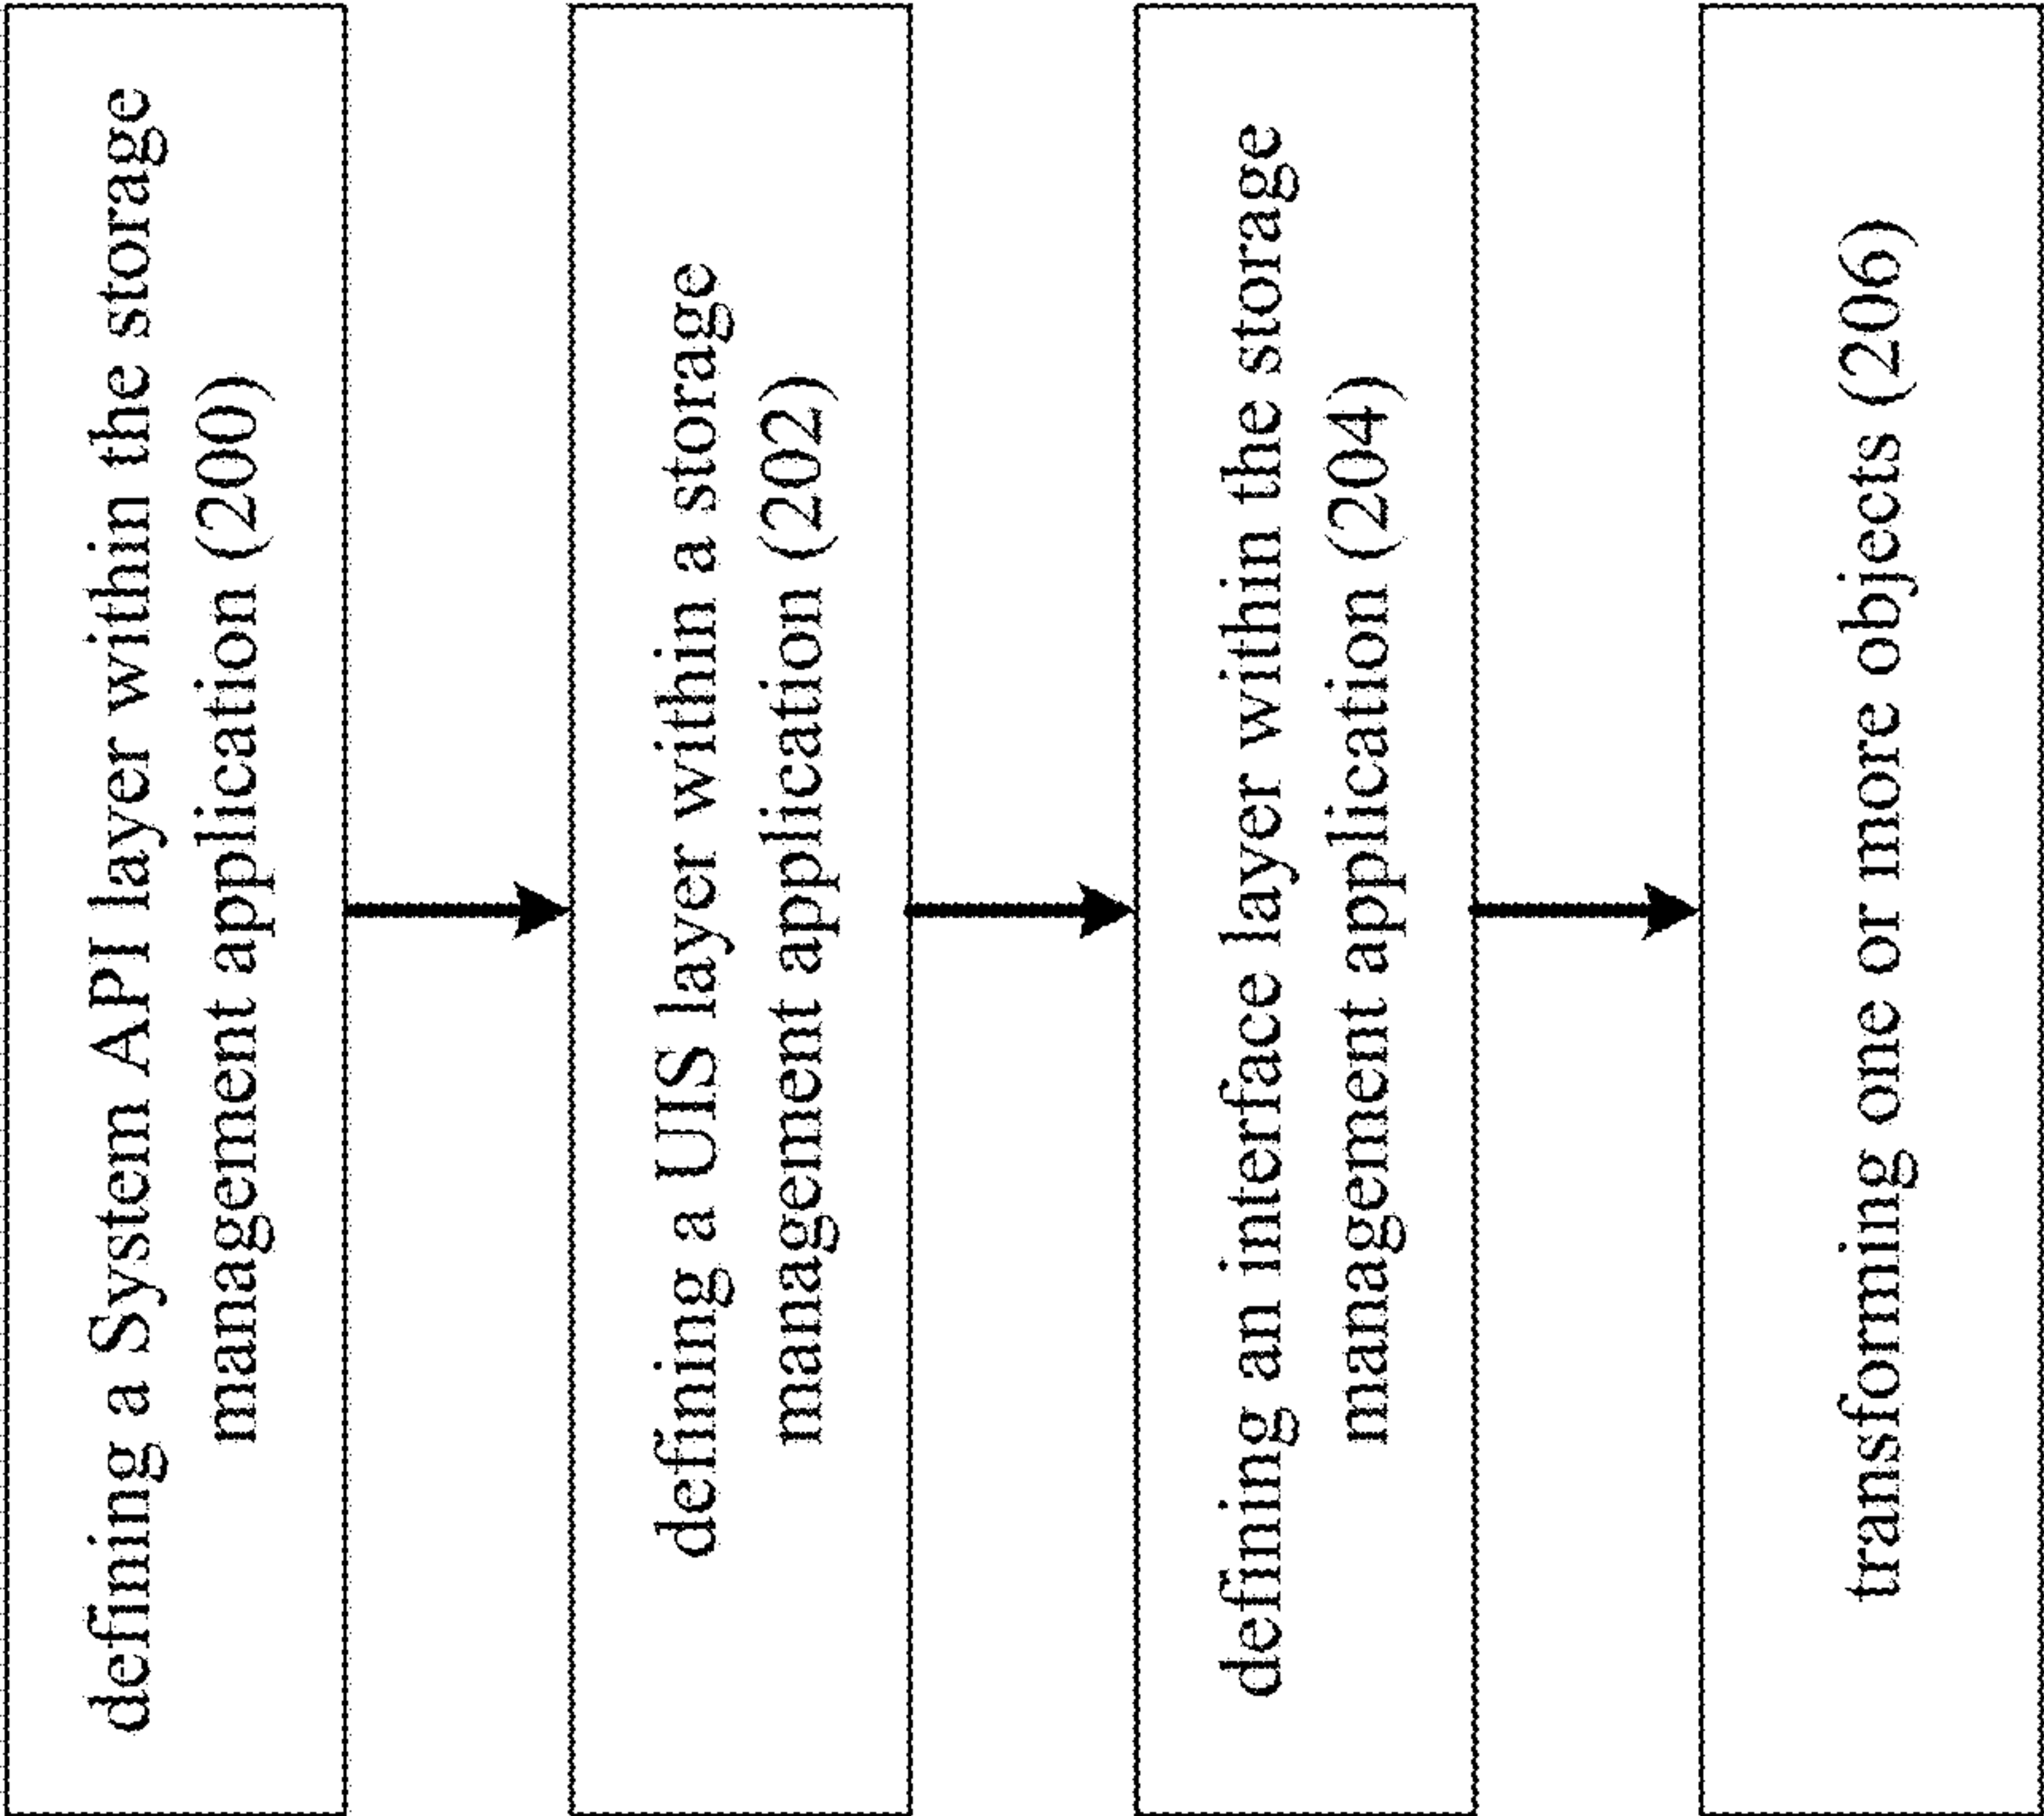 defining a System API layer within the storage
management application (200)
defining a UIS layer within a storage
management application (202)
defining an interface layer within the storage
management application (204)
transforming one or more objects (206)